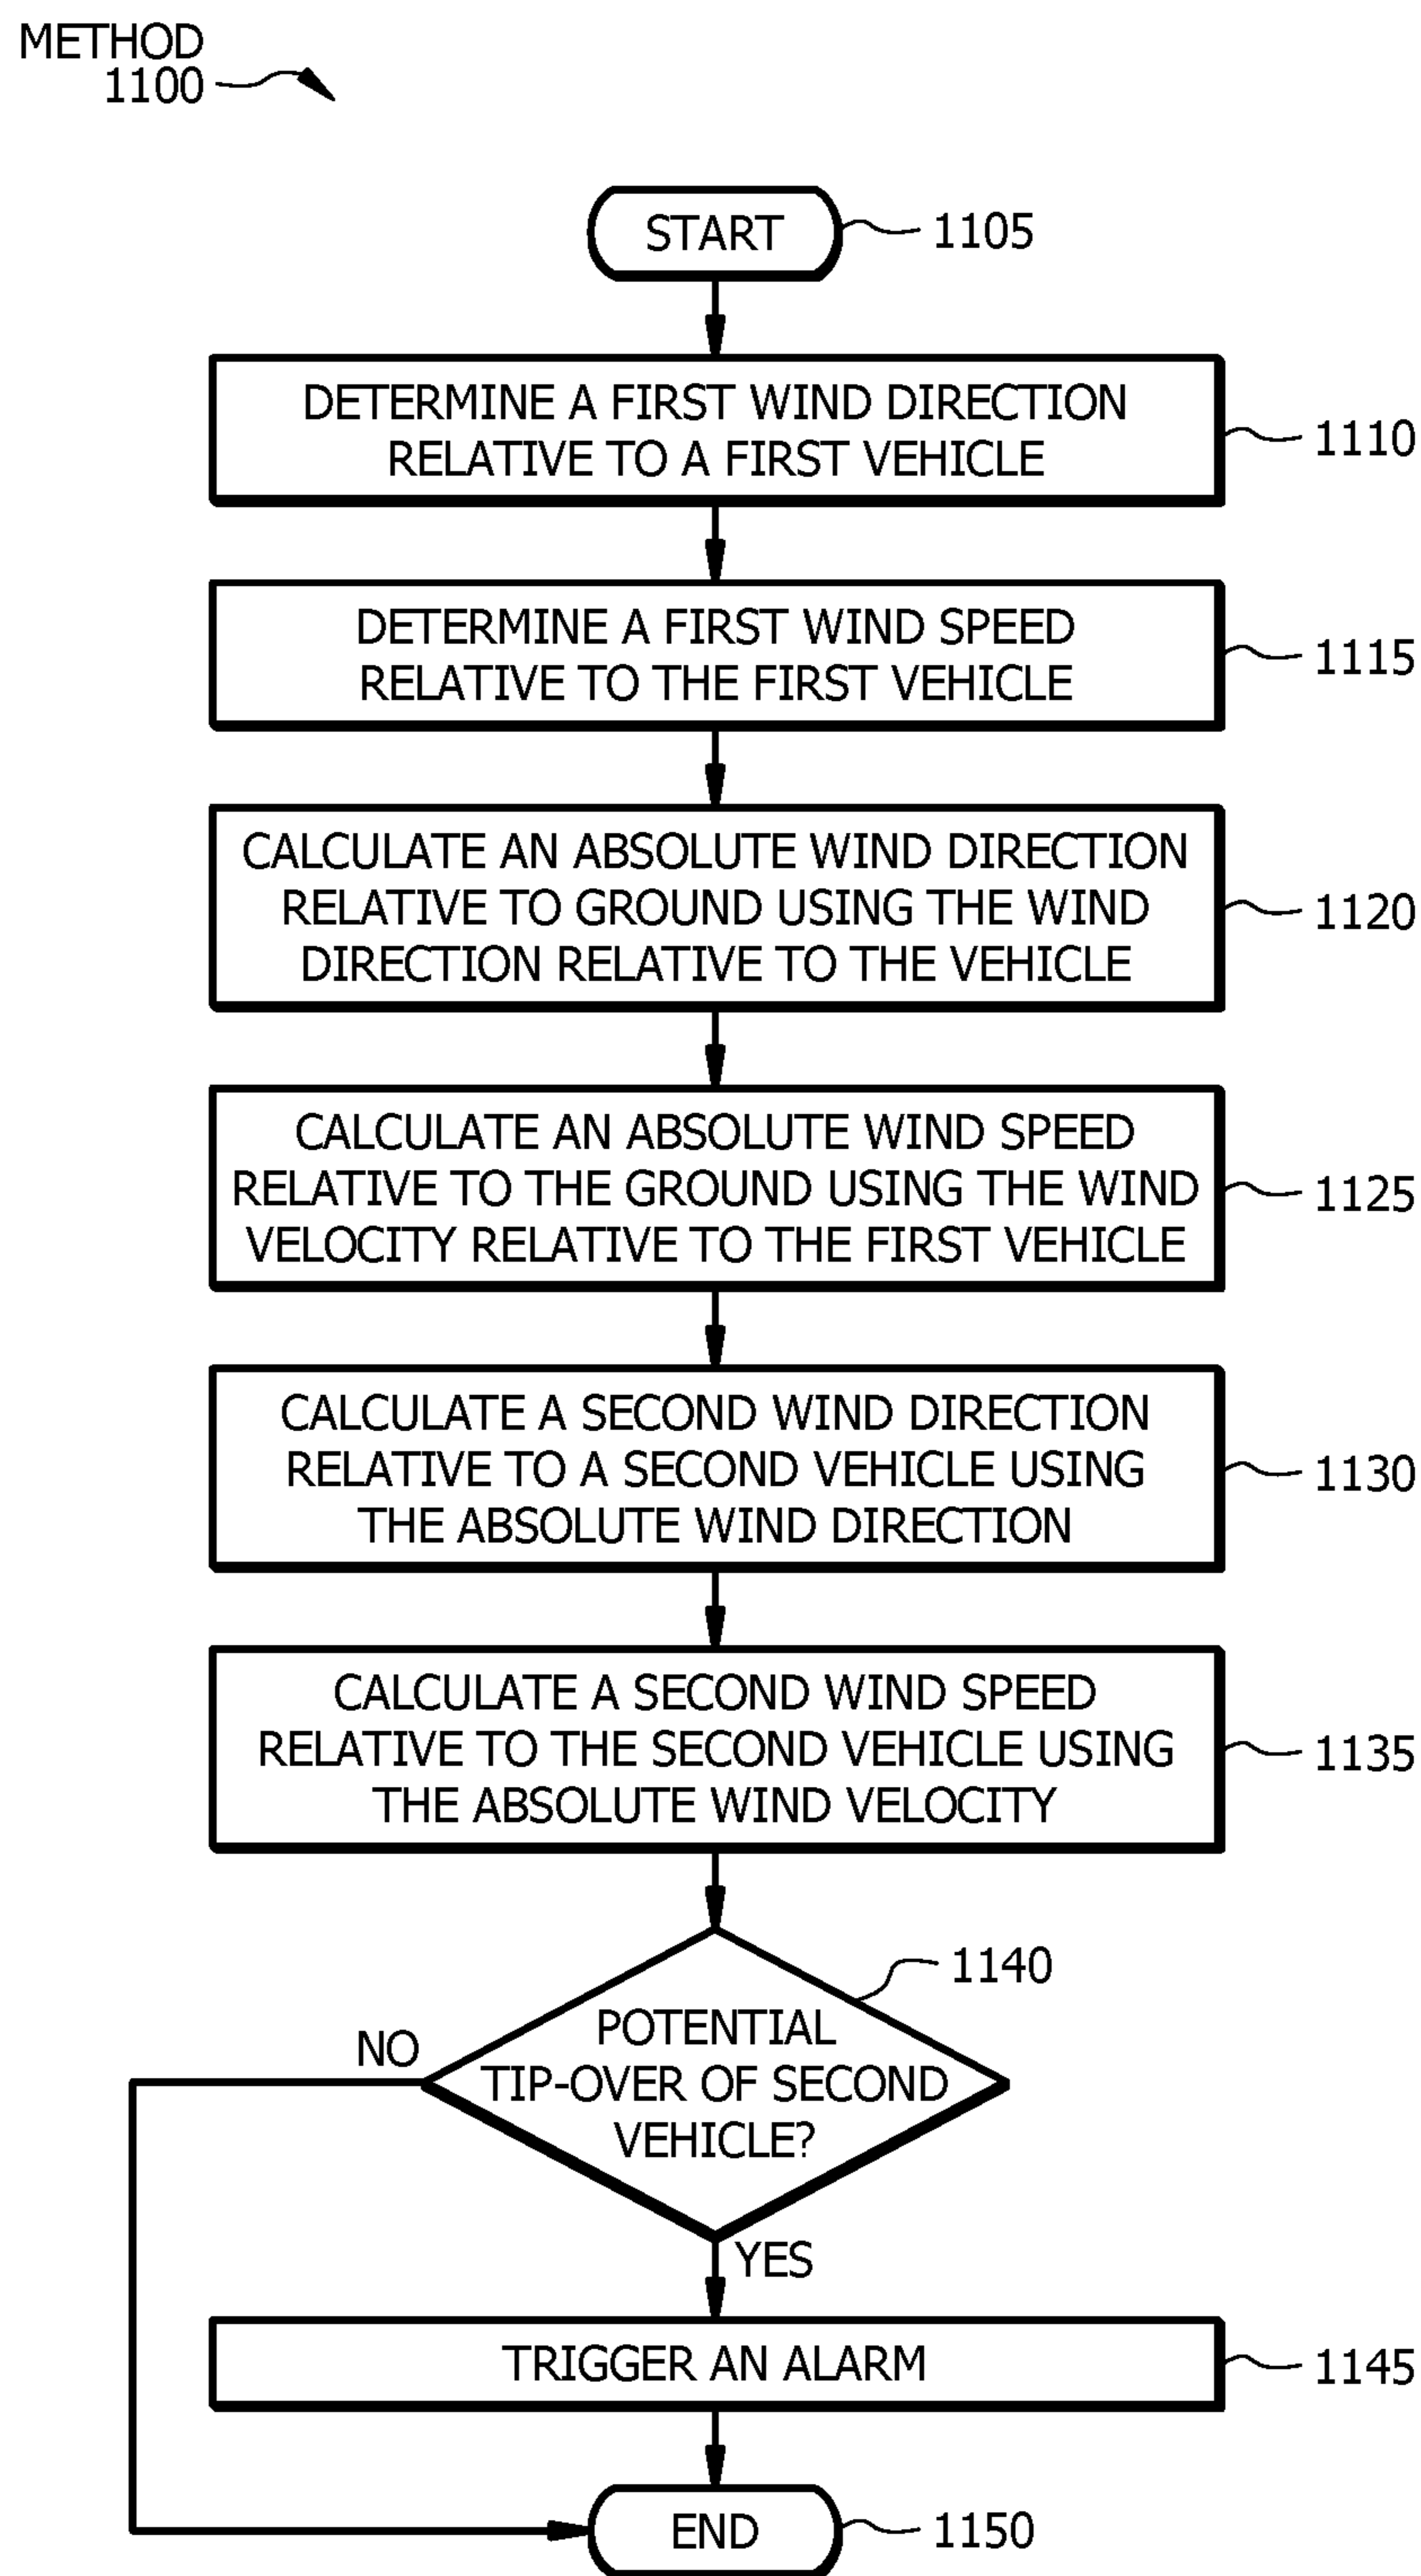 METHOD
1100
START
1105
DETERMINE A FIRST WIND DIRECTION
RELATIVE TO A FIRST VEHICLE
1110
DETERMINE A FIRST WIND SPEED
RELATIVE TO THE FIRST VEHICLE
1115
CALCULATE AN ABSOLUTE WIND DIRECTION
RELATIVE TO GROUND USING THE WIND
DIRECTION RELATIVE TO THE VEHICLE
1120
CALCULATE AN ABSOLUTE WIND SPEED
RELATIVE TO THE GROUND USING THE WIND
VELOCITY RELATIVE TO THE FIRST VEHICLE
1125
CALCULATE A SECOND WIND DIRECTION
RELATIVE TO A SECOND VEHICLE USING
THE ABSOLUTE WIND DIRECTION
1130
CALCULATE A SECOND WIND SPEED
RELATIVE TO THE SECOND VEHICLE USING
THE ABSOLUTE WIND VELOCITY
1135
1140
POTENTIAL
TIP-OVER OF SECOND
VEHICLE?
NO
YES
TRIGGER AN ALARM
1145
END
1150